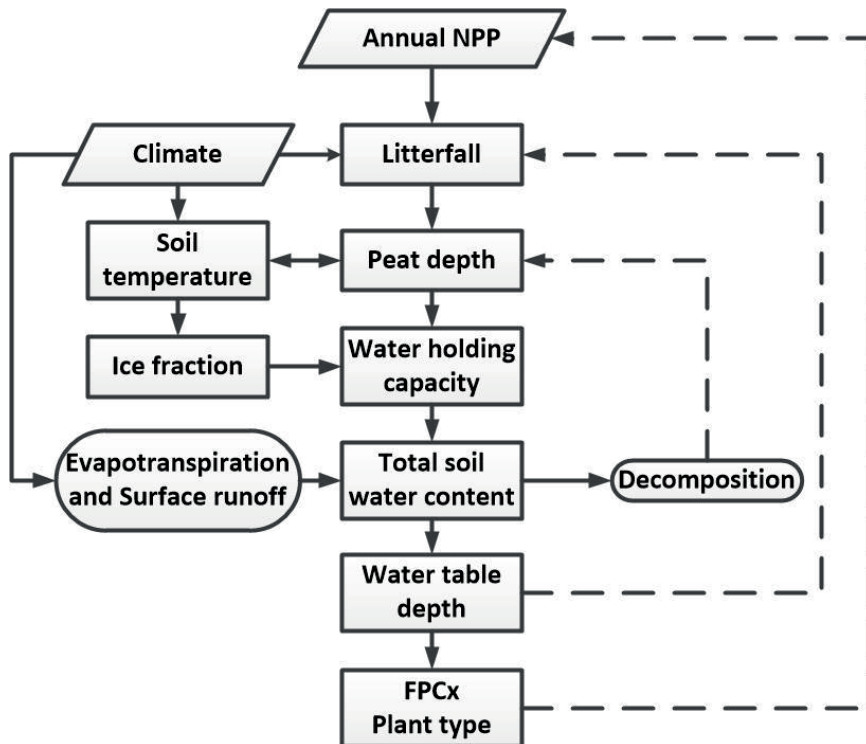 Annual NPP
Climate
Litterfall
Soil
temperature
Peat depth
Ice fraction
Water holding
capacity
Evapotranspiration
and Surface runoff
Total soil
water content
Decomposition
Water table
depth
FPCx
Plant type